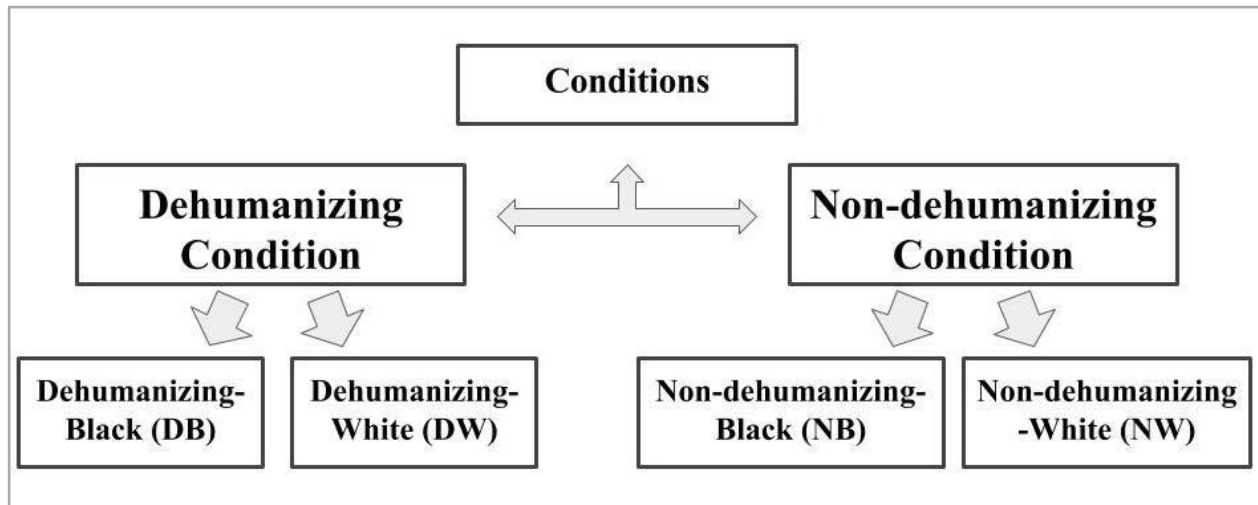 Conditions
Dehumanizing
Condition
Non-dehumanizing
Condition
Dehumanizing-
Black (DB)
Dehumanizing-
White (DW)
Non-dehumanizing-
Black (NB)
Non-dehumanizing
-White (NW)